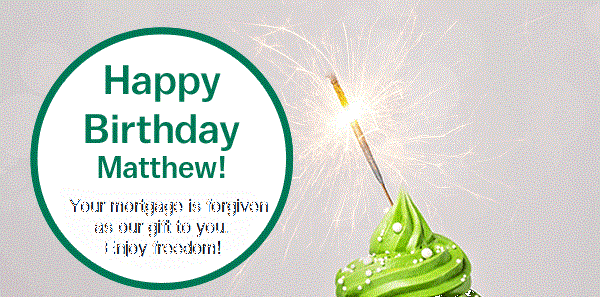 Happy
Birthday
Matthew!
Your mortgage is forgiven
as our gift to you.
Enjoy freedom!